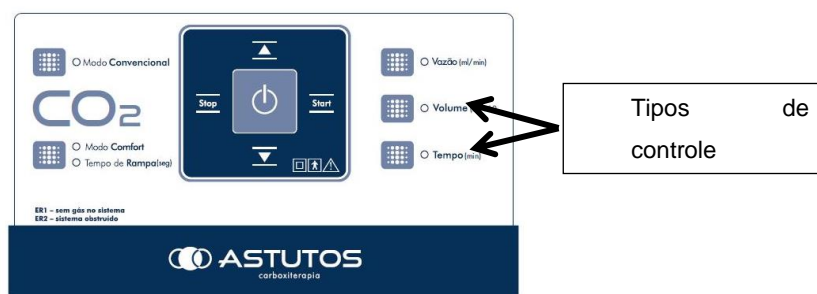 Modo Convencional
CO2
Modo Comfort
Tempo de Rampa(seg)
Stop
Start
Vazão (ml/min)
Volume
Tempo (min)
ER1 – sem gás no sistema
ER2 – sistema obstruído
ASTUTOS
carboxiterapia
Tipos de
controle